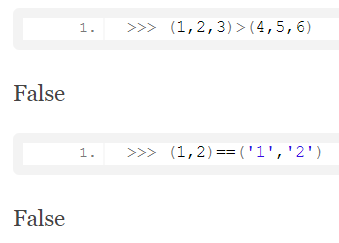 1. >>> (1,2,3)>(4,5,6)
False
1. >>> (1,2)==('1','2')
False